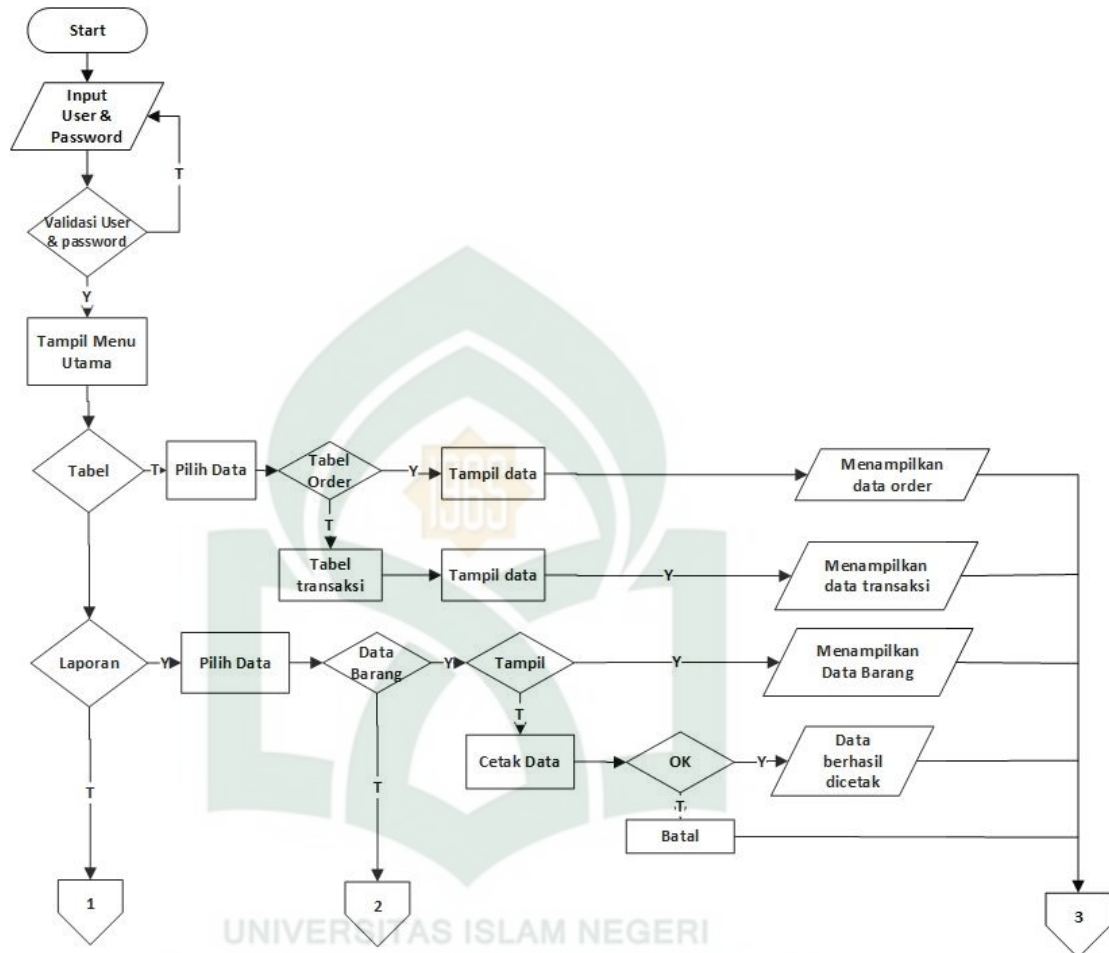 Start
Input
User &
Password
T
Validasi User
& password
Y
Tampil Menu
Utama
Tabel
T
Pilih Data
Tabel
Order
Y
Tampil data
Menampilkan
data order
T
Tabel
transaksi
Tampil data
Y
Menampilkan
data transaksi
Laporan
Y
Pilih Data
Data
Barang
Y
Tampil
Y
Menampilkan
Data Barang
T
Cetak Data
OK
Y
Data
berhasil
dicetak
T
T
T
Batal
1
2
3
1965
UNIVERSITAS ISLAM NEGERI